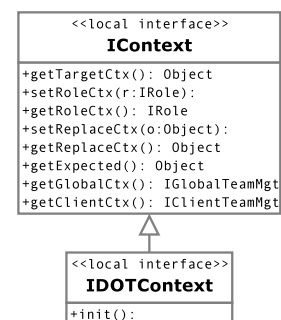 <<local interface>>
IContext
+getTargetCtx(): Object
+setRoleCtx(r:IRole):
+getRoleCtx(): IRole
+setReplaceCtx(o:Object):
+getReplaceCtx(): Object
+getExpected(): Object
+getGlobalCtx(): IGlobalTeamMgt
+getClientCtx(): IClientTeamMgt
<<local interface>>
IDOTContext
+init():